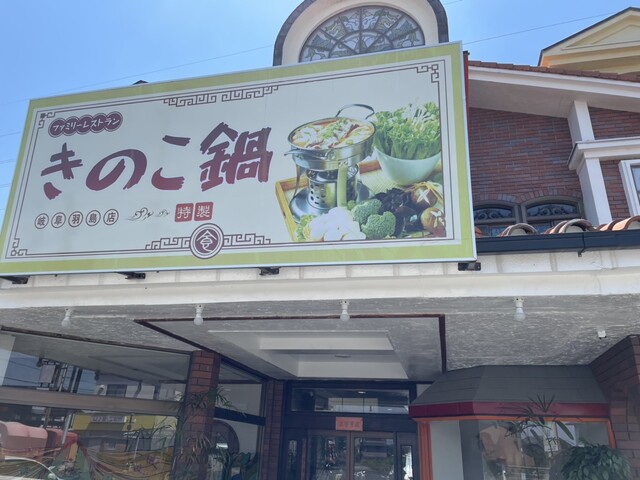 ファミリーレストラン
きのこ鍋
岐阜羽島店
特製
令